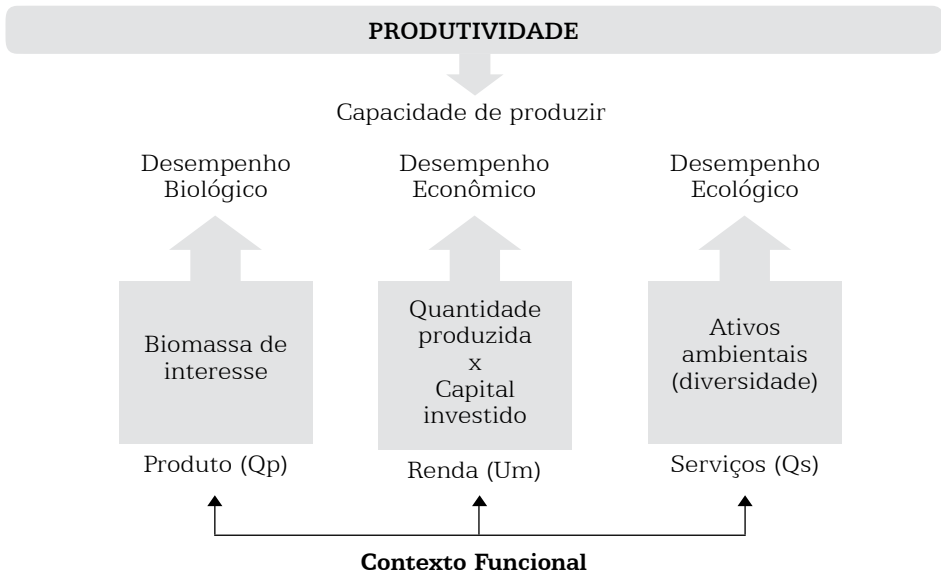 PRODUTIVIDADE
Capacidade de produzir
Desempenho
Biológico
Desempenho
Econômico
Desempenho
Ecológico
Biomassa de
interesse
Quantidade
produzida
x
Capital
investido
Ativos
ambientais
(diversidade)
Produto (Qp)
Renda (Um)
Serviços (Qs)
Contexto Funcional